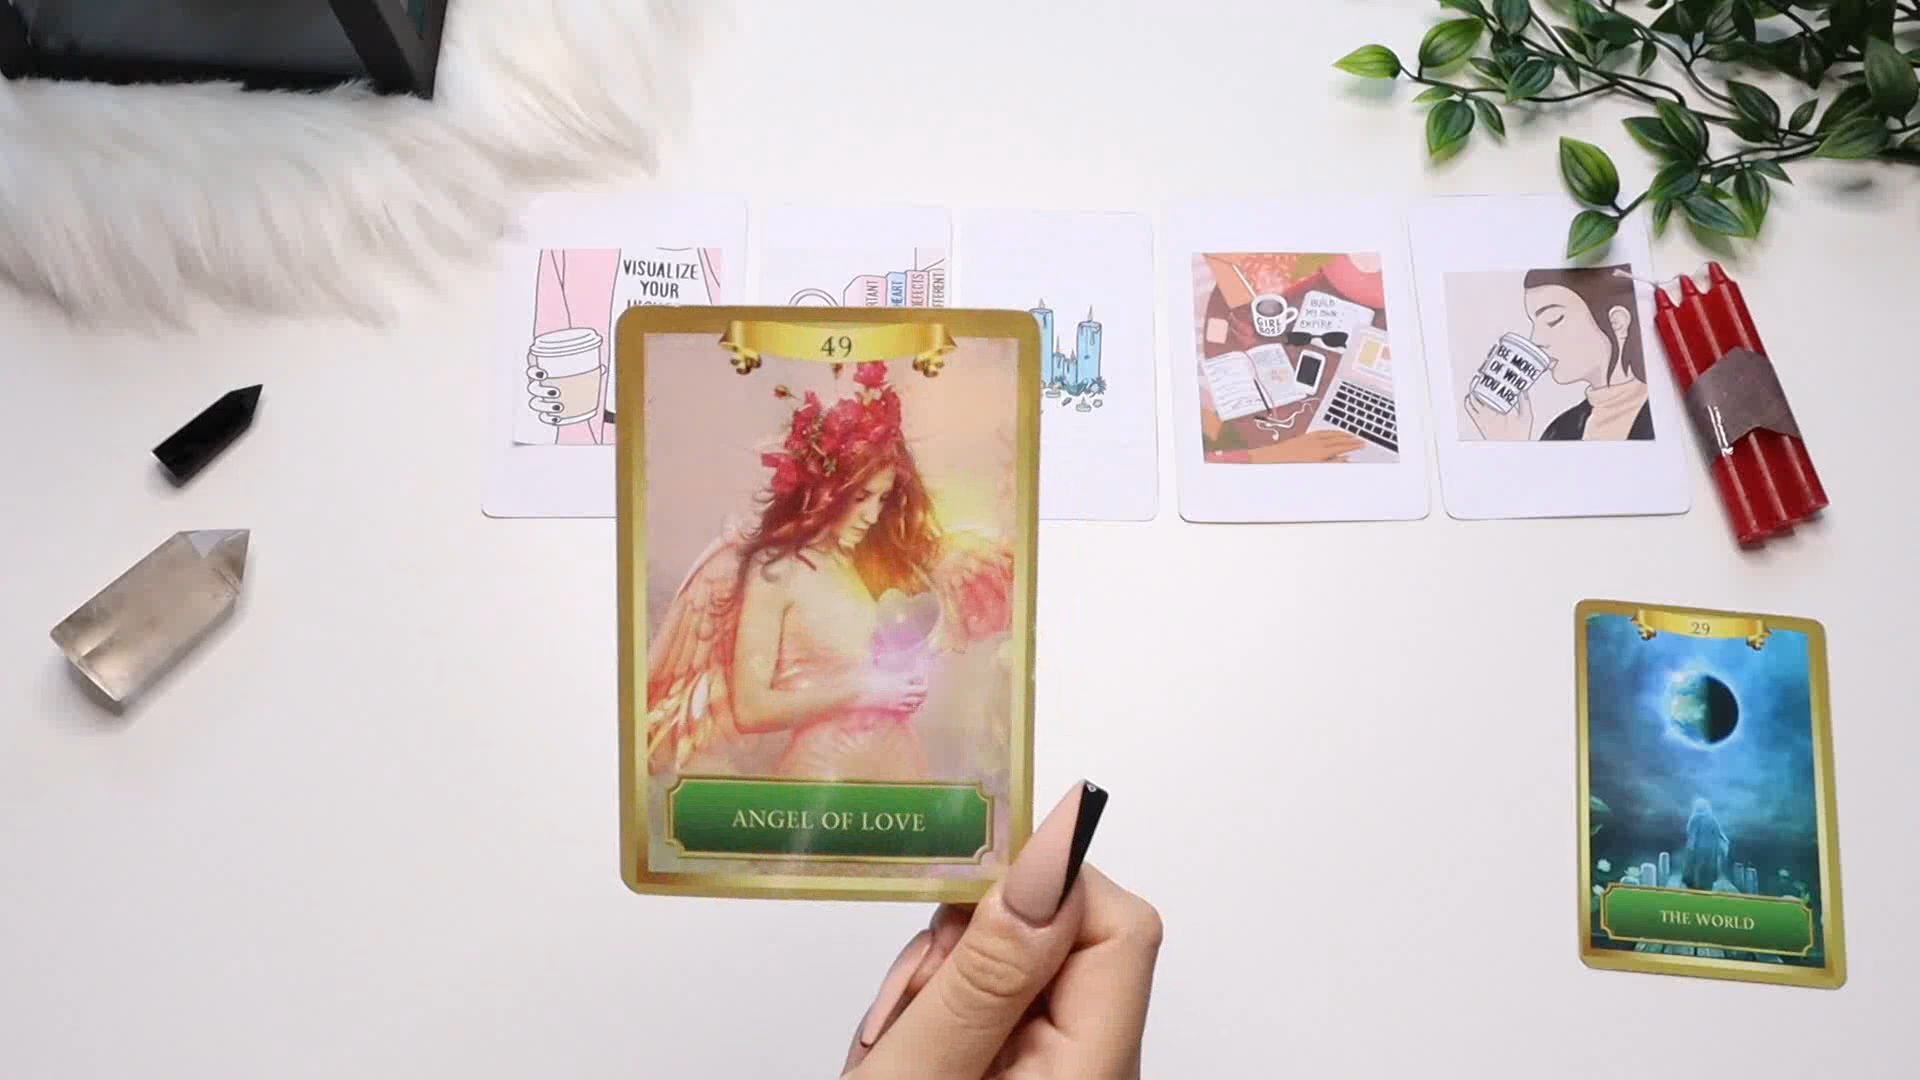 VISUALIZE
YOUR
HEART
BUILD
MY OWN
EMPIRE
GIRL
BOSS
BE MORE
OF WHO
YOU ARE
49
ANGEL OF LOVE
29
THE WORLD